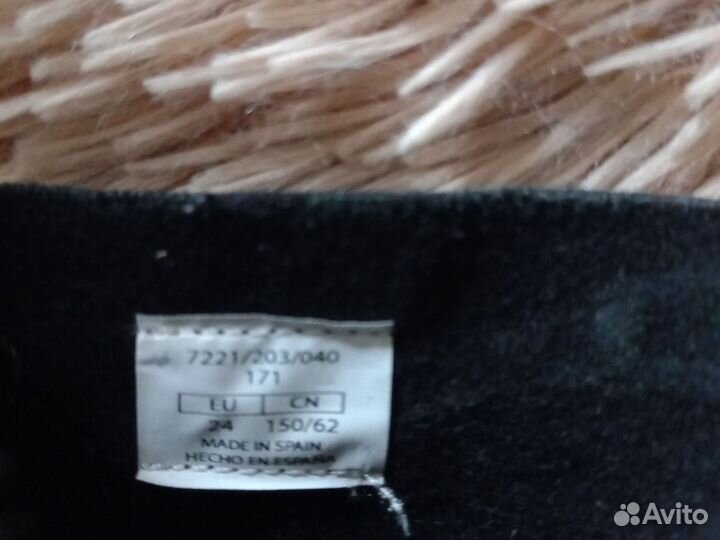 7221/203/040
171
EU CN
24 150/62
MADE IN SPAIN
HECHO EN ESPAÑA
Avito